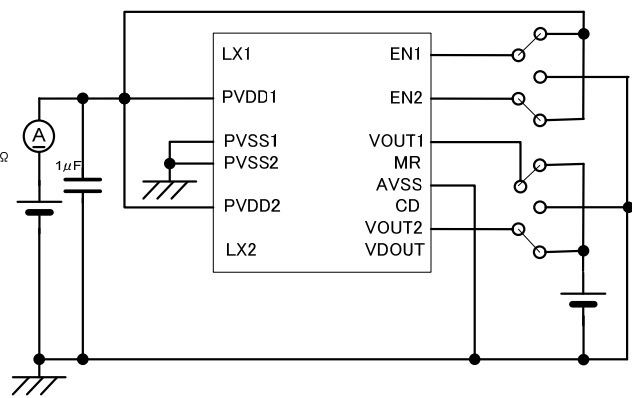 LX1
EN1
PVDD1
EN2
A
Ω
1μF
PVSS1
VOUT1
PVSS2
MR
AVSS
PVDD2
CD
VOUT2
LX2
VDOUT